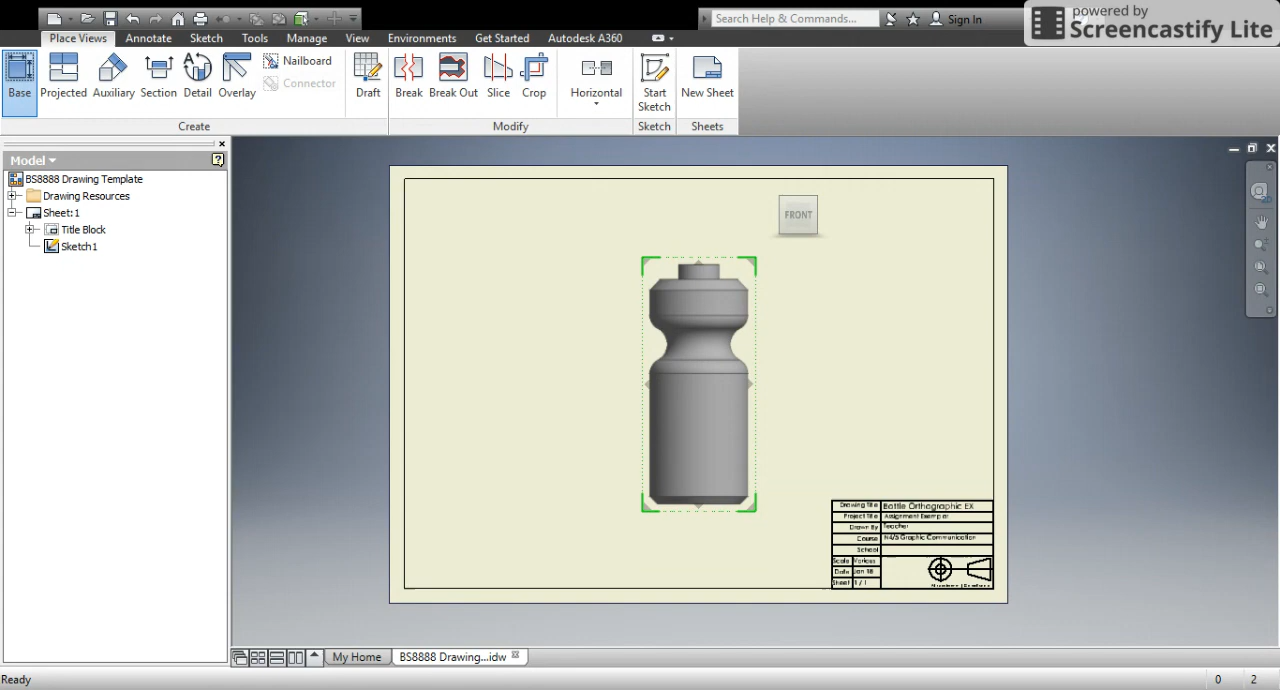 Search Help & Commands...
Sign In
powered by
Screencastify Lite
Place Views
Annotate
Sketch
Tools
Manage
View
Environments
Get Started
Autodesk A360
Base
Projected
Auxiliary
Section
Detail
Overlay
Nailboard
Connector
Draft
Break
Break Out
Slice
Crop
Horizontal
Start
Sketch
New Sheet
Create
Modify
Sketch
Sheets
Model
BS8888 Drawing Template
Drawing Resources
Sheet:1
Title Block
Sketch1
FRONT
Drawing Title Bottle Orthographic EX
Project Title Assignment Exemplar
Drawn By Teacher
Course N4/5 Graphic Communication
School
Scale Various
Date Jan 18
Sheet 1 / 1
My Home
BS8888 Drawing...idw
Ready
0
2